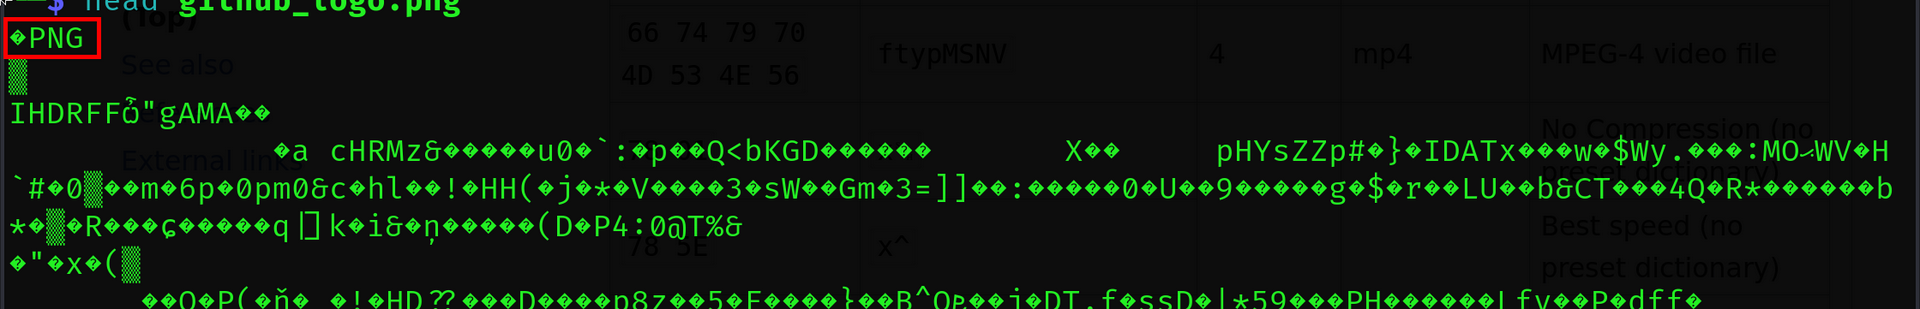 $ head github_logo.png
�PNG
▒
IHDRFFὦ"gAMA��
�a cHRMz&�����u0�`:�p��Q<bKGD������ X�� pHYsZZp#�}�IDATx���w�$Wy.���:MO WV�H
`#�0▒��m�6p�0pm0&c�hl��!�HH(�j�*�V����3�sW��Gm�3=]]��:�����0�U��9�����g�$�r��LU��b&CT���4Q�R*������b
*�▒�R���ɕ�����q k�i&�ņ�����(D�P4:0@T%&
�"�x�(▒
��O�P(�ň� �!�HD⁇���D����p8z��5�F����}��B^O ��j�DT.f�ssD�|*59���PH������Lfv��P�dff�
(Top)
See also
External links
66 74 79 70
4D 53 4E 56
ftypMSNV
4
mp4
MPEG-4 video file
No Compression (no
preset dictionary)
78 5E
x^
Best speed (no
preset dictionary)